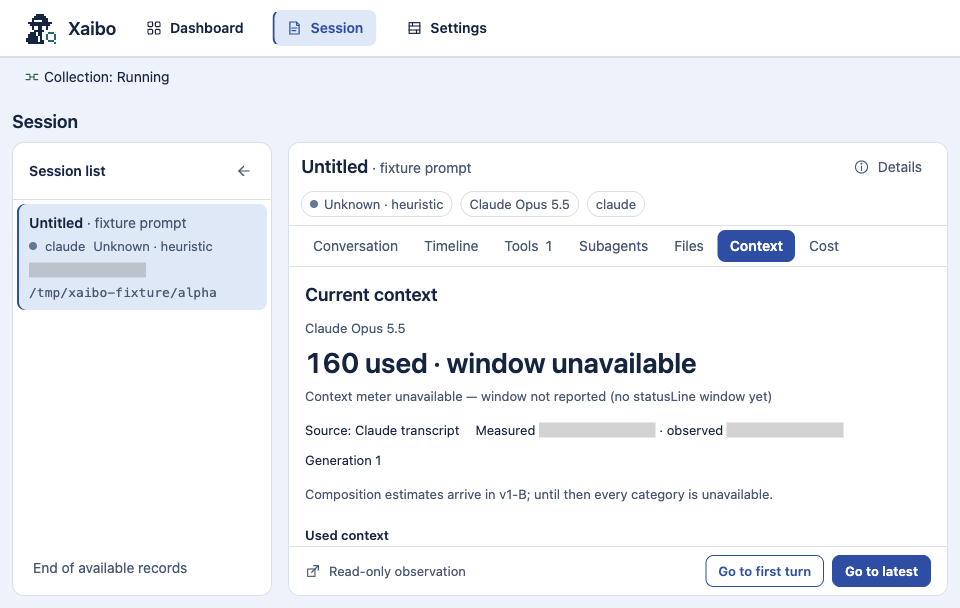 Xaibo
Dashboard
Session
Settings
Collection: Running
Session
Session list
Untitled · fixture prompt
claude Unknown · heuristic
/tmp/xaibo-fixture/alpha
End of available records
Untitled · fixture prompt
Details
Unknown · heuristic
Claude Opus 5.5
claude
Conversation
Timeline
Tools 1
Subagents
Files
Context
Cost
Current context
Claude Opus 5.5
160 used · window unavailable
Context meter unavailable — window not reported (no statusLine window yet)
Source: Claude transcript Measured · observed
Generation 1
Composition estimates arrive in v1-B; until then every category is unavailable.
Used context
Read-only observation
Go to first turn
Go to latest